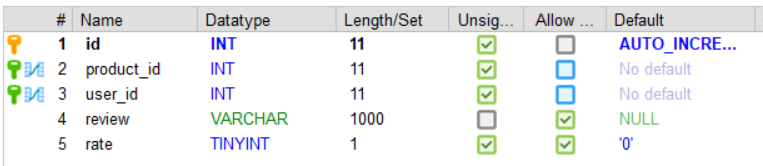 # Name Datatype Length/Set Unsig... Allow ... Default
1 id INT 11 AUTO_INCRE...
2 product_id INT 11 No default
3 user_id INT 11 No default
4 review VARCHAR 1000 NULL
5 rate TINYINT 1 '0'